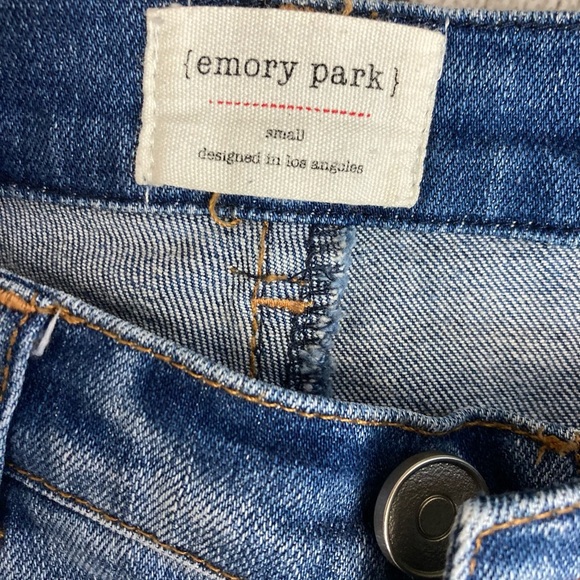 {emory park}
small
designed in los angeles